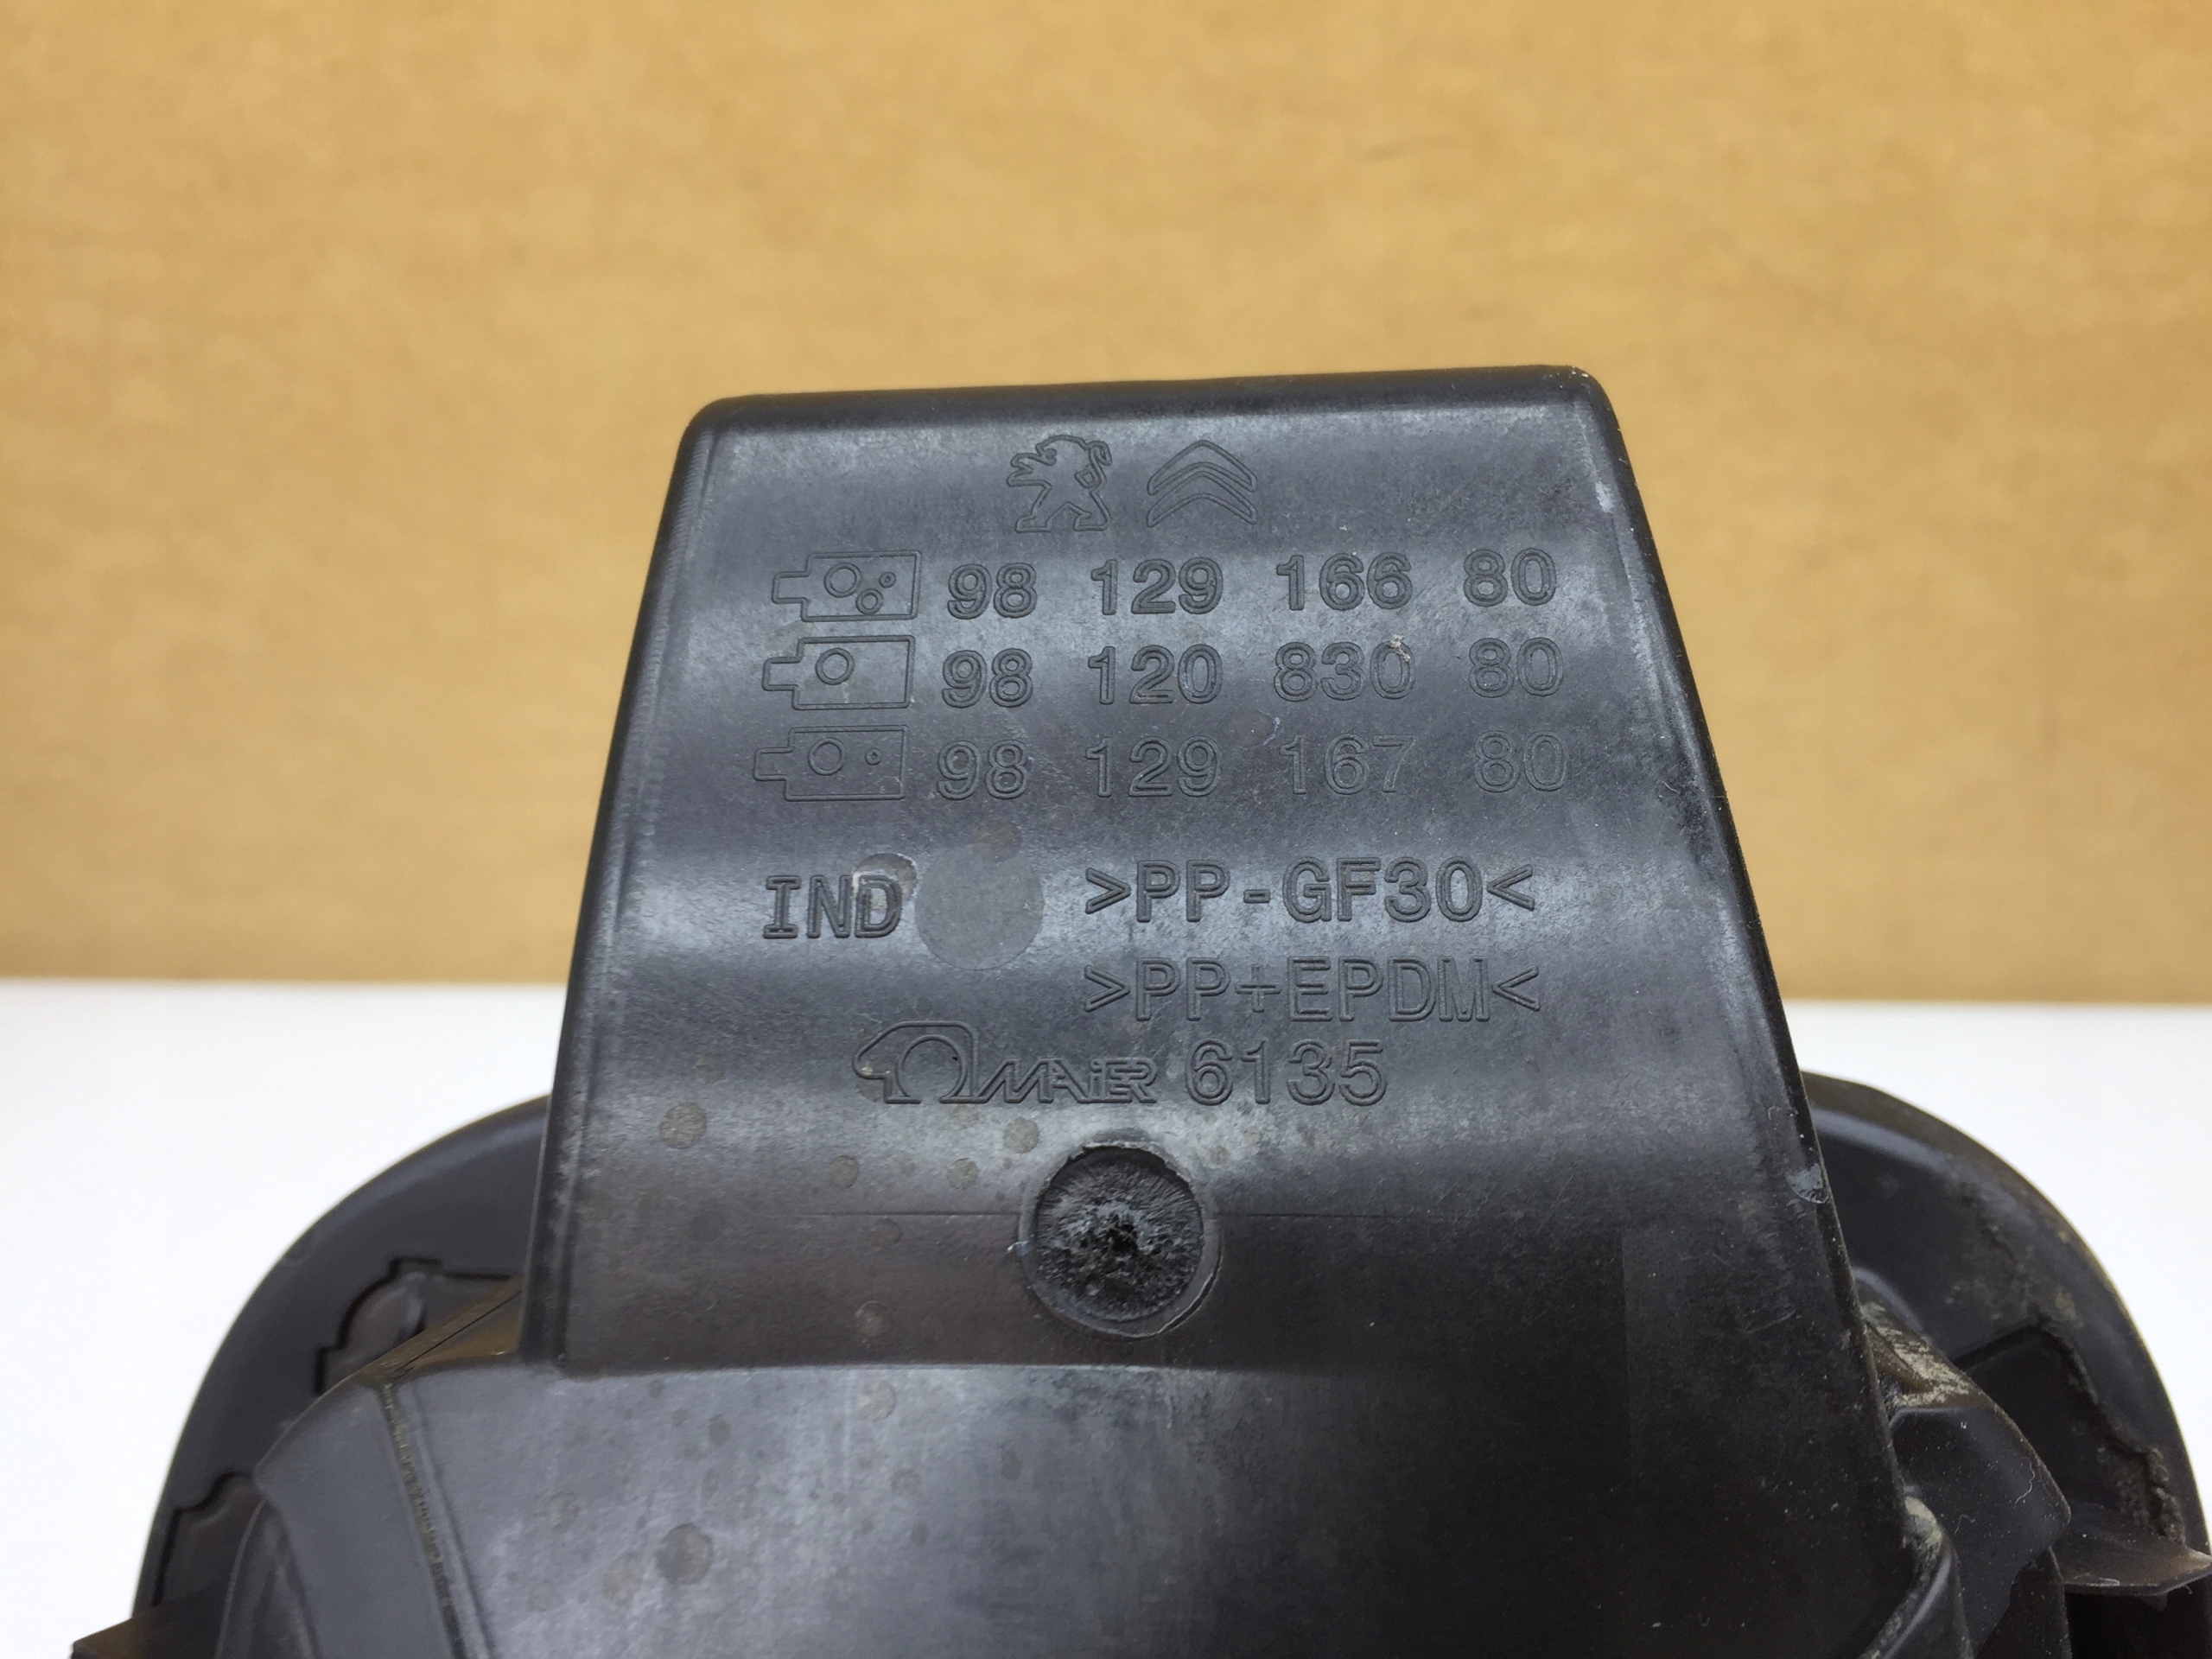 98 129 166 80
98 120 830 80
98 129 167 80
IND >PP-GF30<
>PP+EPDM<
MAIER 6135